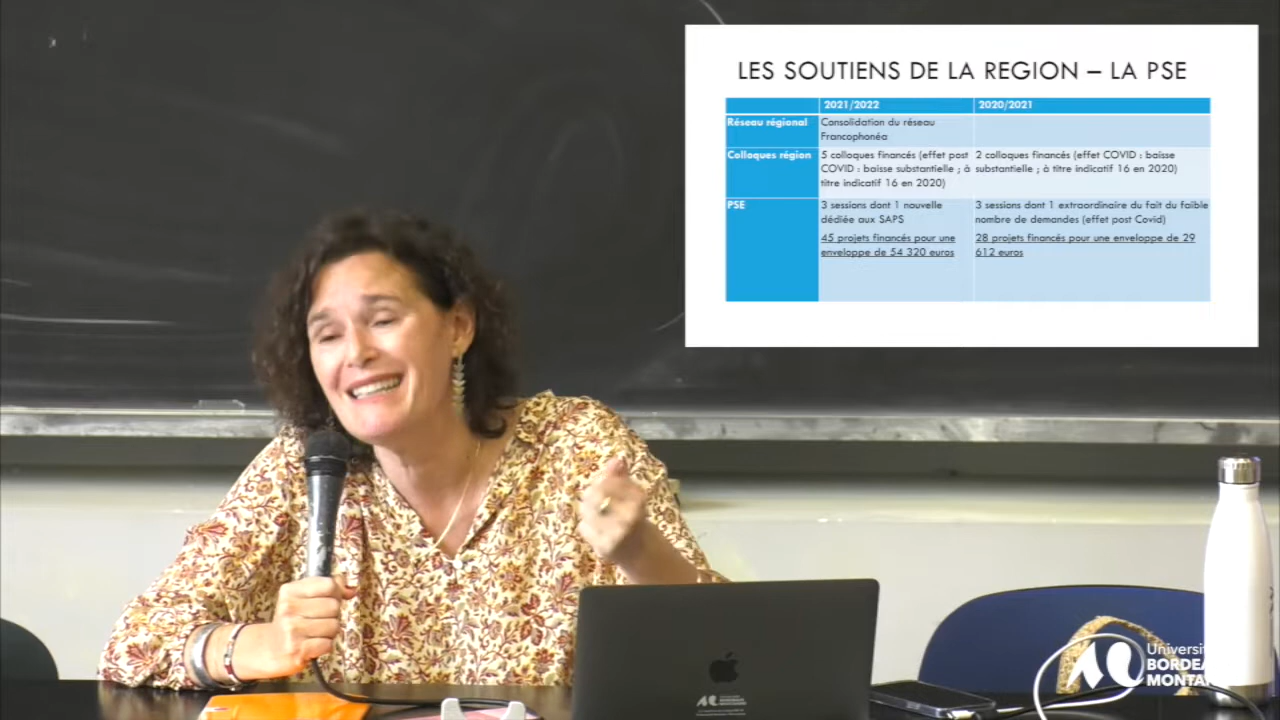 LES SOUTIENS DE LA REGION – LA PSE
2021/2022
2020/2021
Réseau régional
Consolidation du réseau
Francophonéa
Colloques région
5 colloques financés (effet post
COVID : baisse substantielle ; à
titre indicatif 16 en 2020)
2 colloques financés (effet COVID : baisse
substantielle ; à titre indicatif 16 en 2020)
PSE
3 sessions dont 1 nouvelle
dédiée aux SAPS
45 projets financés pour une
enveloppe de 54 320 euros
3 sessions dont 1 extraordinaire du fait du faible
nombre de demandes (effet post Covid)
28 projets financés pour une enveloppe de 29
612 euros